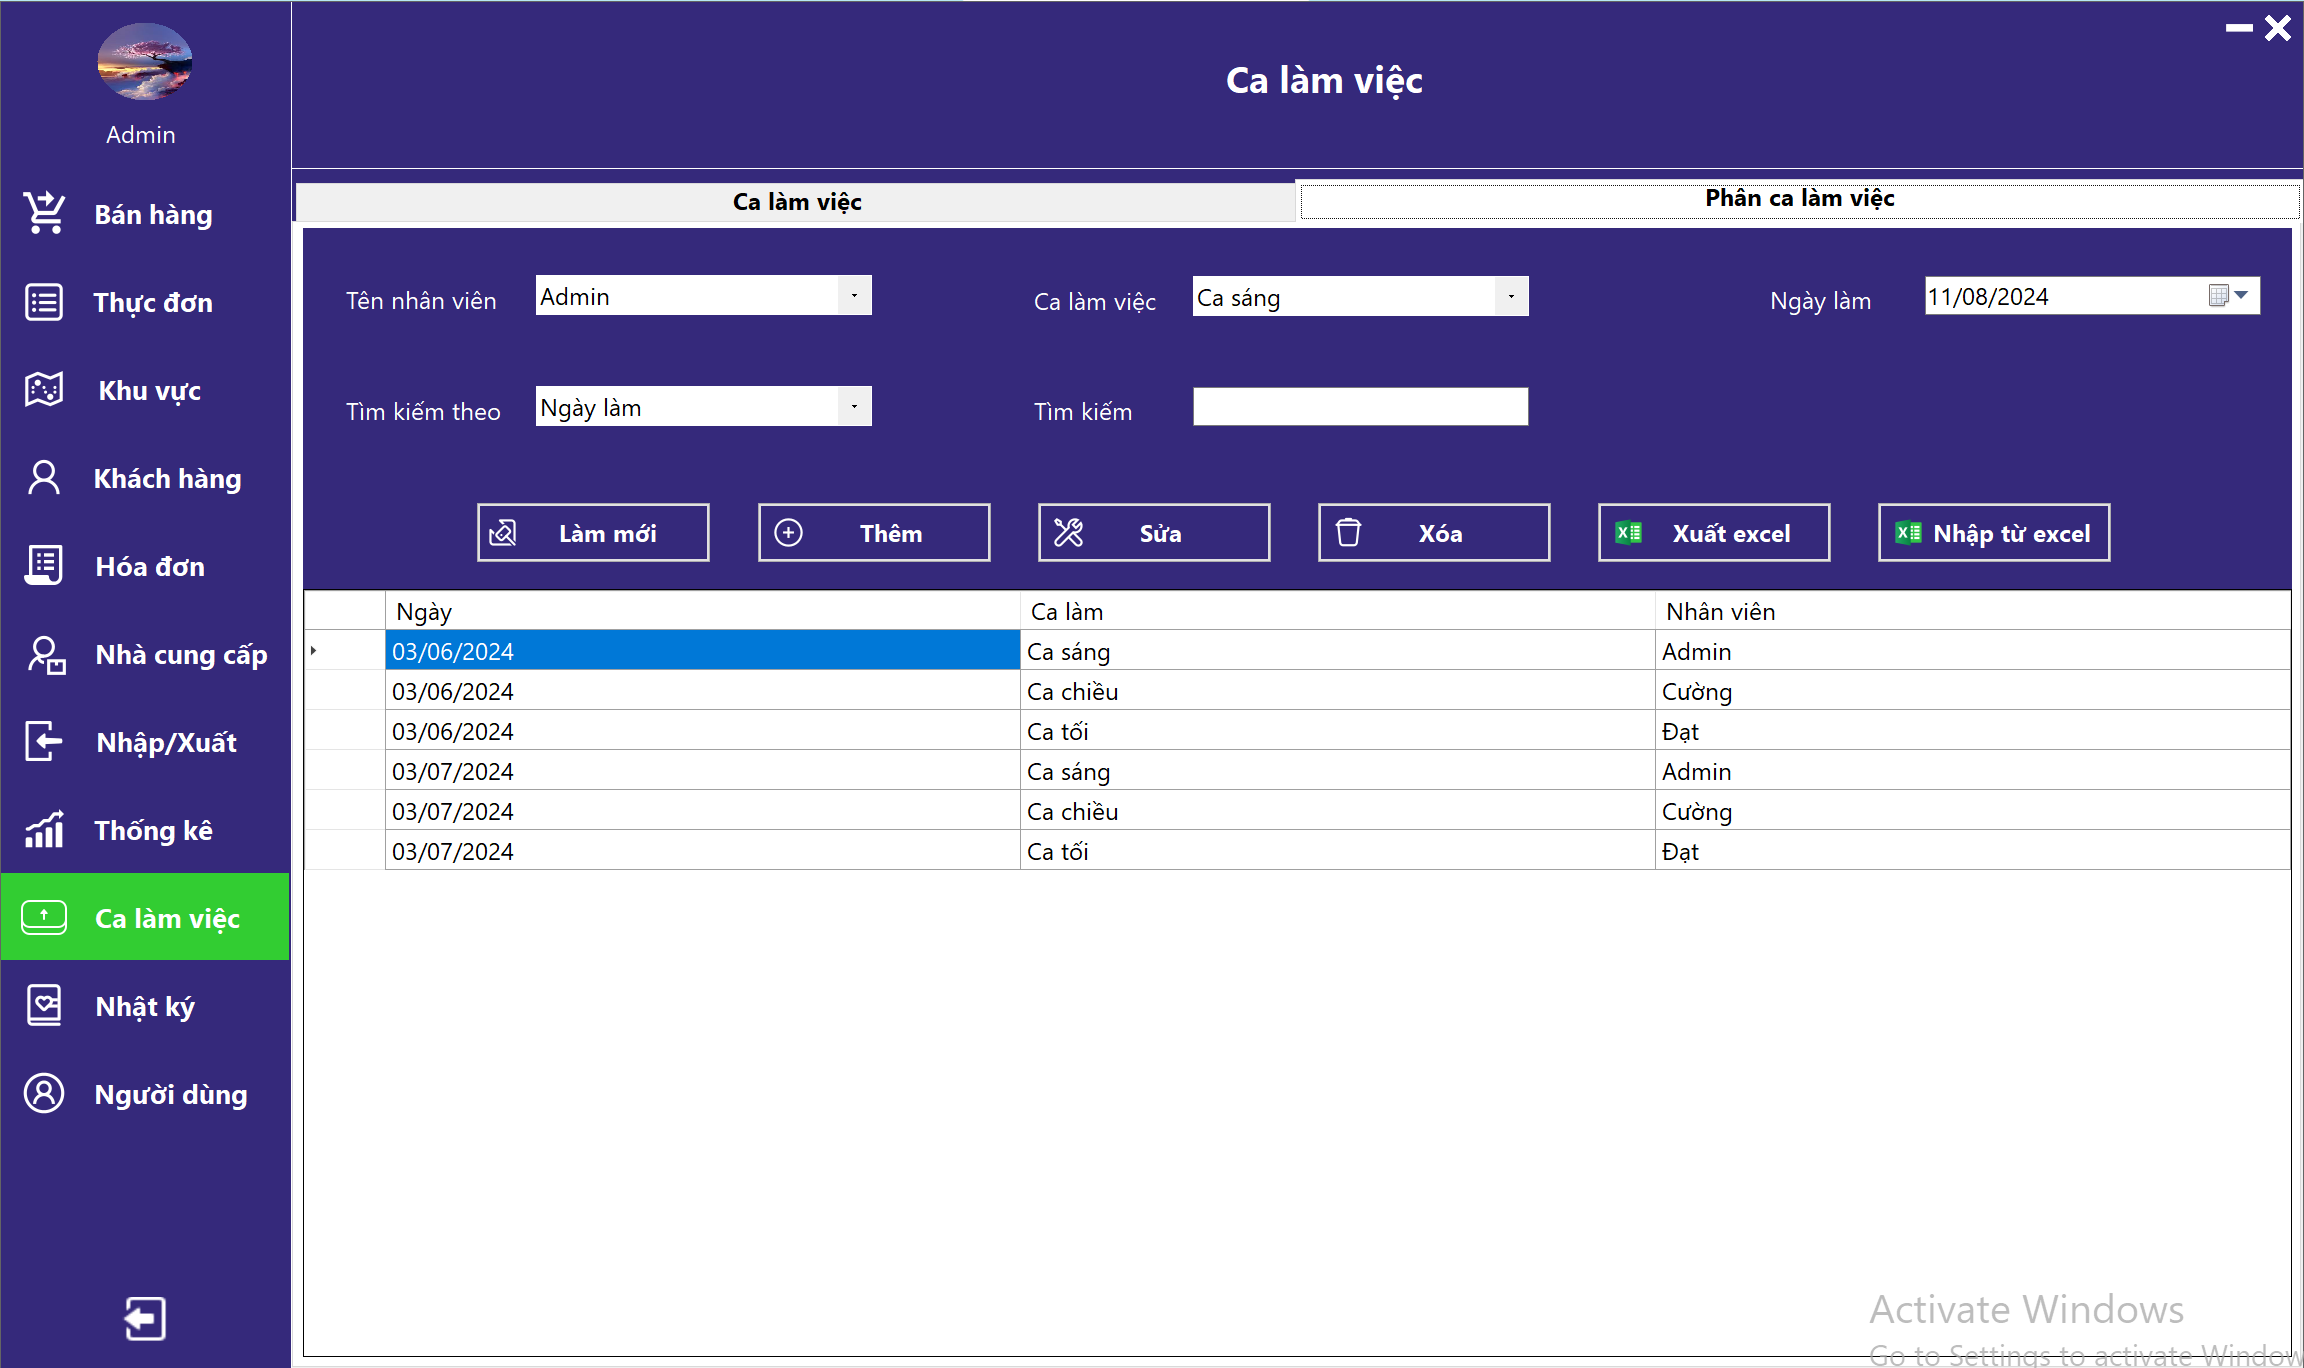 Admin
Bán hàng
Thực đơn
Khu vực
Khách hàng
Hóa đơn
Nhà cung cấp
Nhập/Xuất
Thống kê
Ca làm việc
Nhật ký
Người dùng
Ca làm việc
Ca làm việc
Phân ca làm việc
Tên nhân viên Admin Ca làm việc Ca sáng Ngày làm 11/08/2024
Tìm kiếm theo Ngày làm Tìm kiếm
Làm mới Thêm Sửa Xóa Xuất excel Nhập từ excel
Ngày Ca làm Nhân viên
03/06/2024 Ca sáng Admin
03/06/2024 Ca chiều Cường
03/06/2024 Ca tối Đạt
03/07/2024 Ca sáng Admin
03/07/2024 Ca chiều Cường
03/07/2024 Ca tối Đạt
Activate Windows
Go to Settings to activate Window